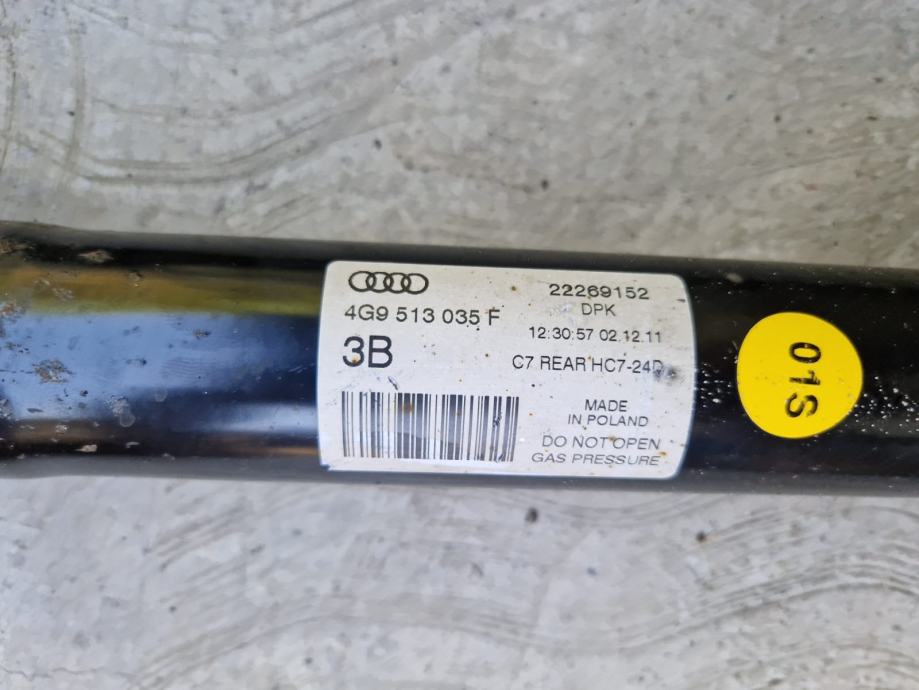 4G9 513 035 F
3B
22269152
DPK
12:30:57 02.12.11
C7 REAR HC7-24D
MADE
IN POLAND
DO NOT OPEN
GAS PRESSURE
01S